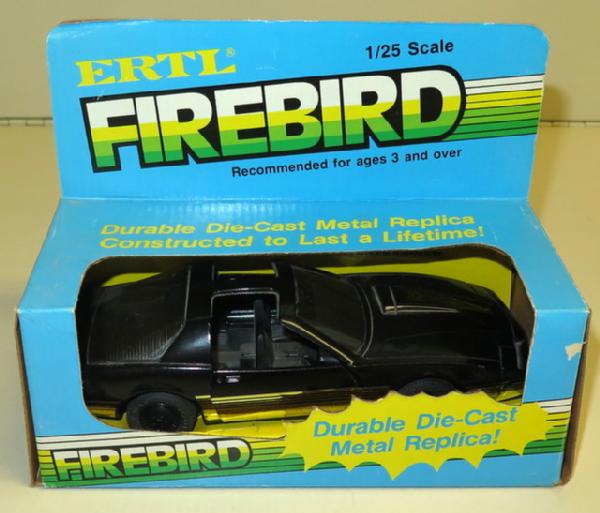 ERTL®
1/25 Scale
FIREBIRD
Recommended for ages 3 and over
Durable Die-Cast Metal Replica
Constructed to Last a Lifetime!
Durable Die-Cast
Metal Replica!
FIREBIRD